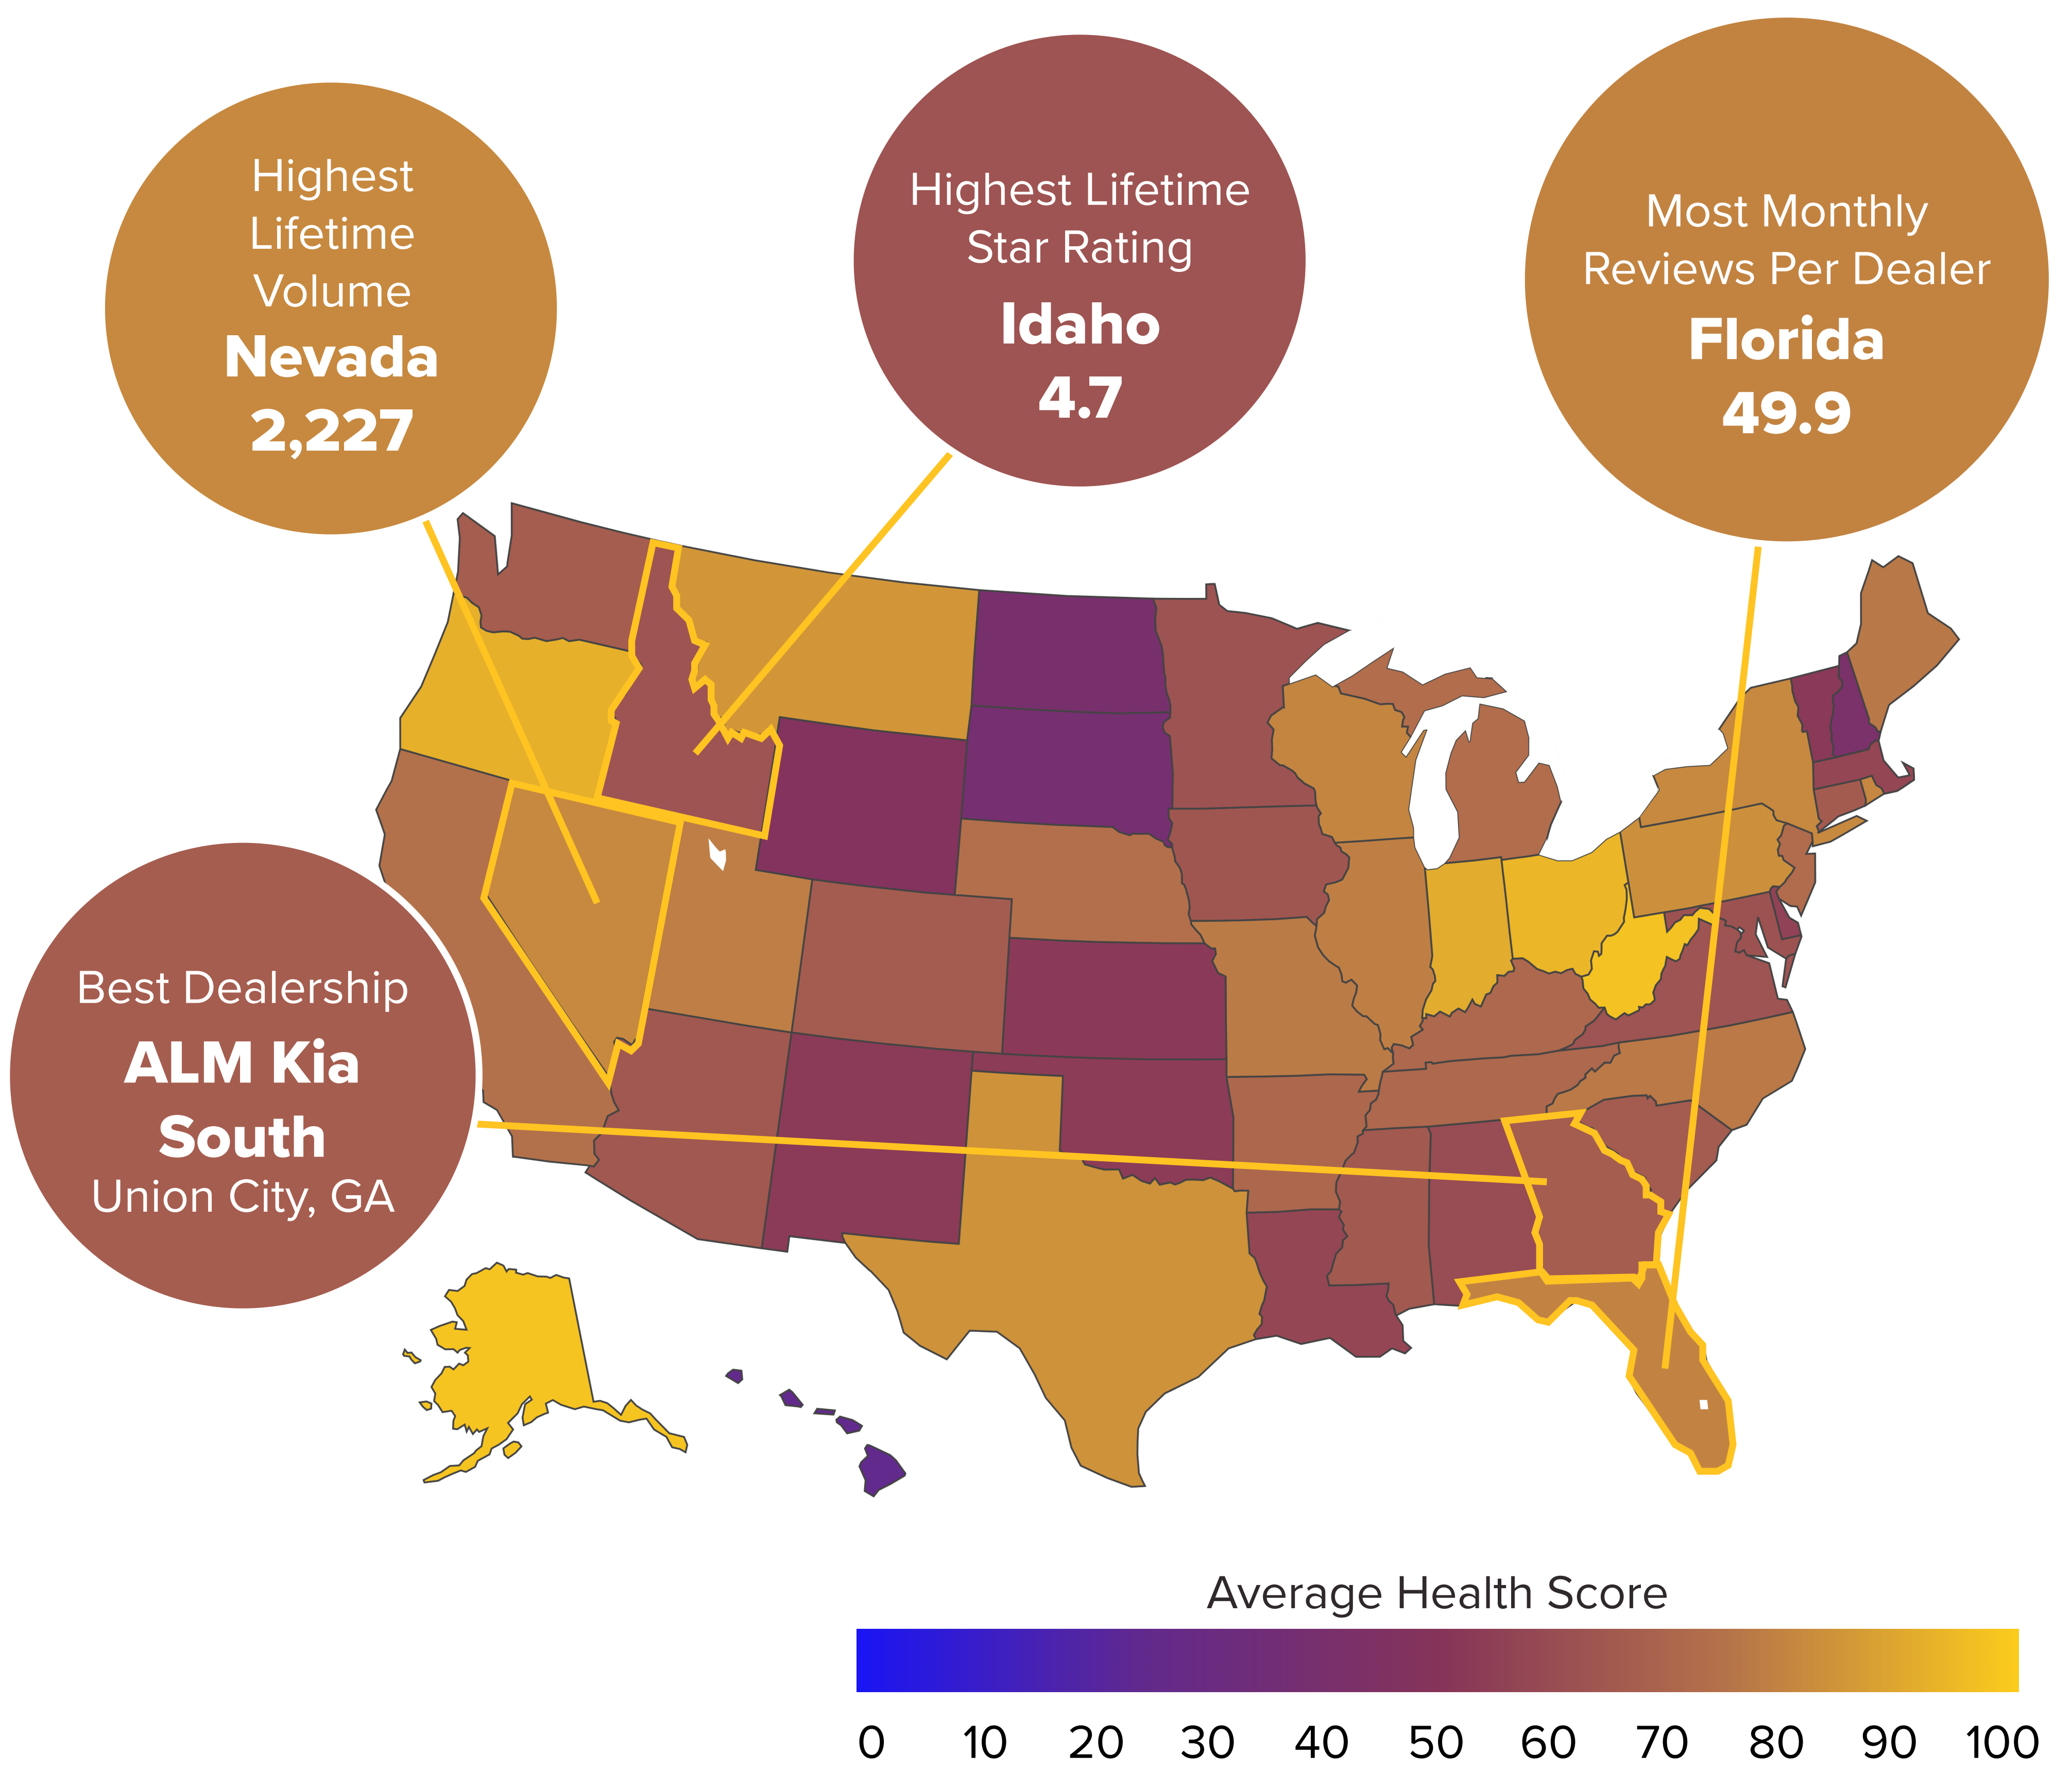 Highest
Lifetime
Volume
Nevada
2,227
Highest Lifetime
Star Rating
Idaho
4.7
Most Monthly
Reviews Per Dealer
Florida
49.9
Best Dealership
ALM Kia
South
Union City, GA
Average Health Score
0 10 20 30 40 50 60 70 80 90 100